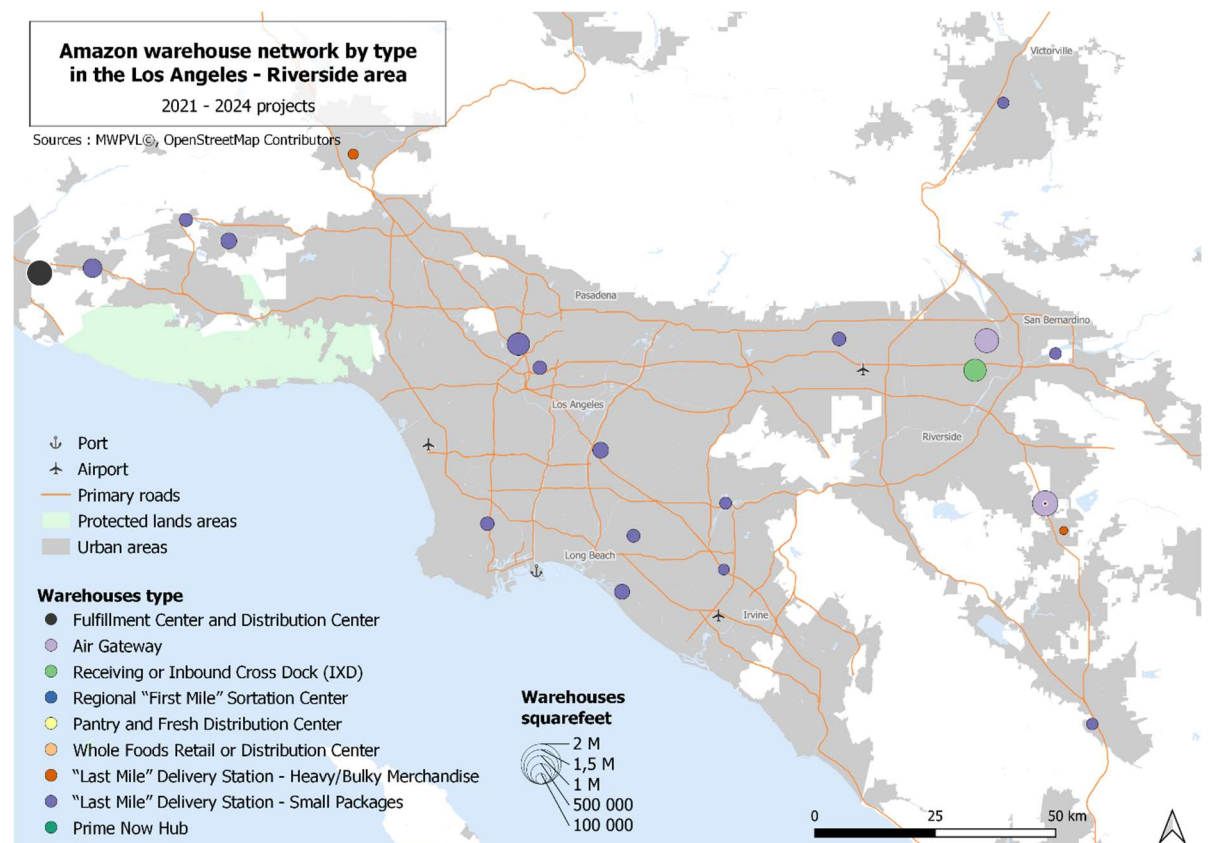 Amazon warehouse network by type
in the Los Angeles - Riverside area
2021 - 2024 projects
Sources : MWPVL©, OpenStreetMap Contributors
Victorville
Pasadena
San Bernardino
Los Angeles
Riverside
Long Beach
Irvine
Port
Airport
Primary roads
Protected lands areas
Urban areas
Warehouses type
Fulfillment Center and Distribution Center
Air Gateway
Receiving or Inbound Cross Dock (IXD)
Regional “First Mile” Sortation Center
Pantry and Fresh Distribution Center
Whole Foods Retail or Distribution Center
“Last Mile” Delivery Station - Heavy/Bulky Merchandise
“Last Mile” Delivery Station - Small Packages
Prime Now Hub
Warehouses
squarefeet
2 M
1,5 M
1 M
500 000
100 000
0 25 50 km